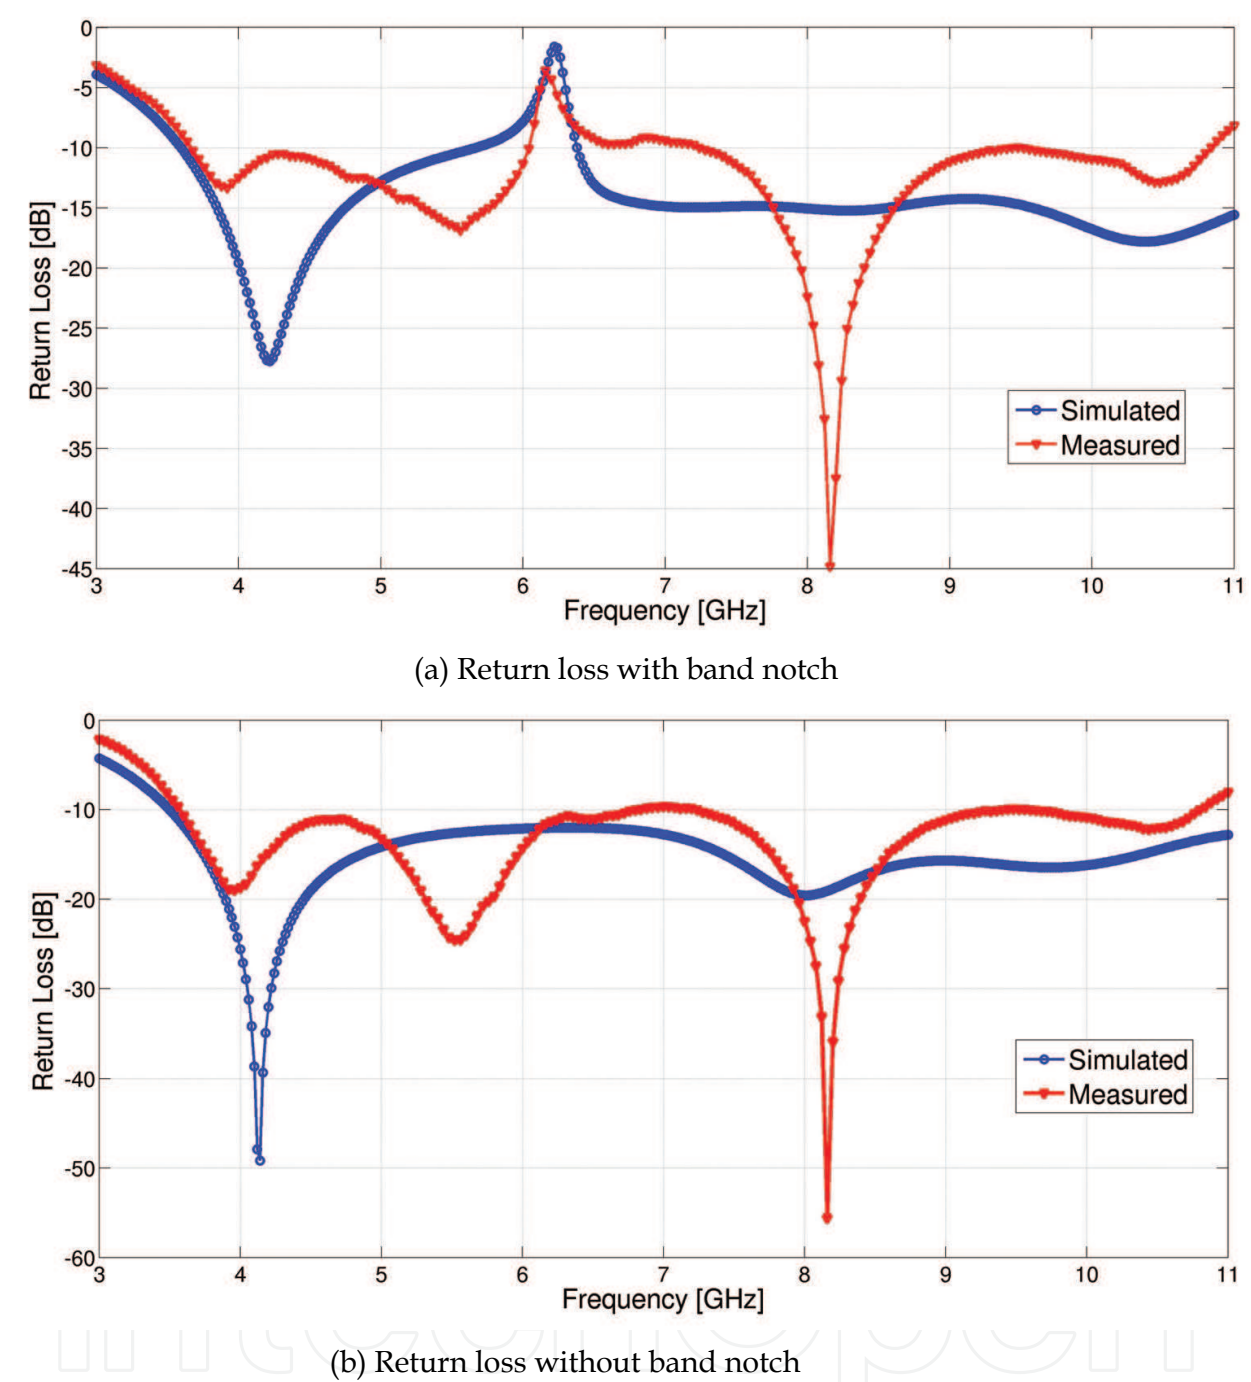 0
-5
-10
-15
-20
-25
-30
-35
-40
-45
Return Loss [dB]
Simulated
Measured
3 4 5 6 7 8 9 10 11
Frequency [GHz]
(a) Return loss with band notch
0
-10
-20
-30
-40
-50
-60
Return Loss [dB]
Simulated
Measured
3 4 5 6 7 8 9 10 11
Frequency [GHz]
intechopen
(b) Return loss without band notch